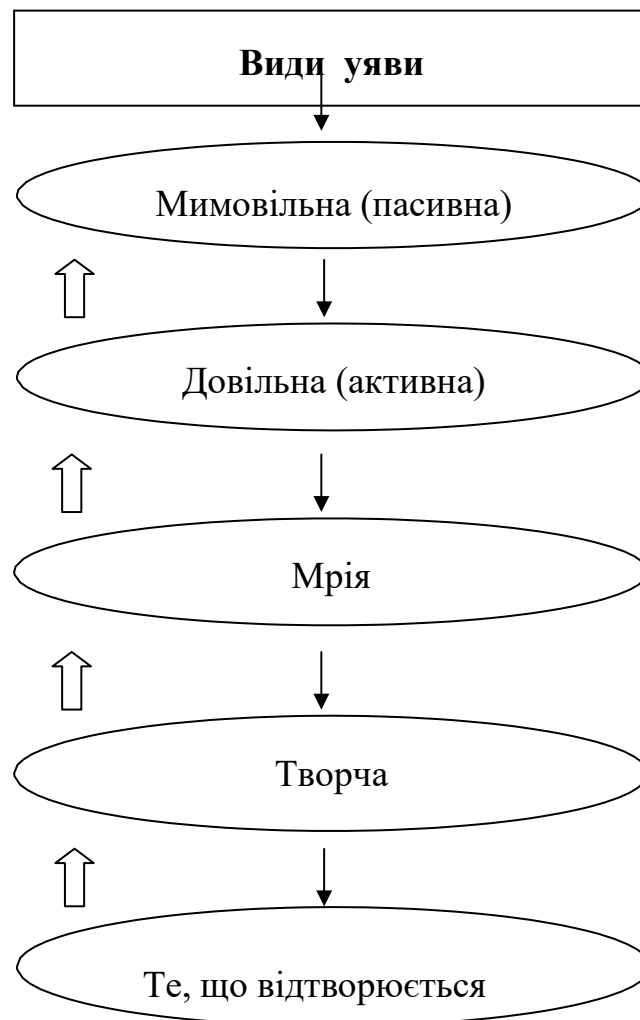 Види уяви
Мимовільна (пасивна)
Довільна (активна)
Мрія
Творча
Те, що відтворюється